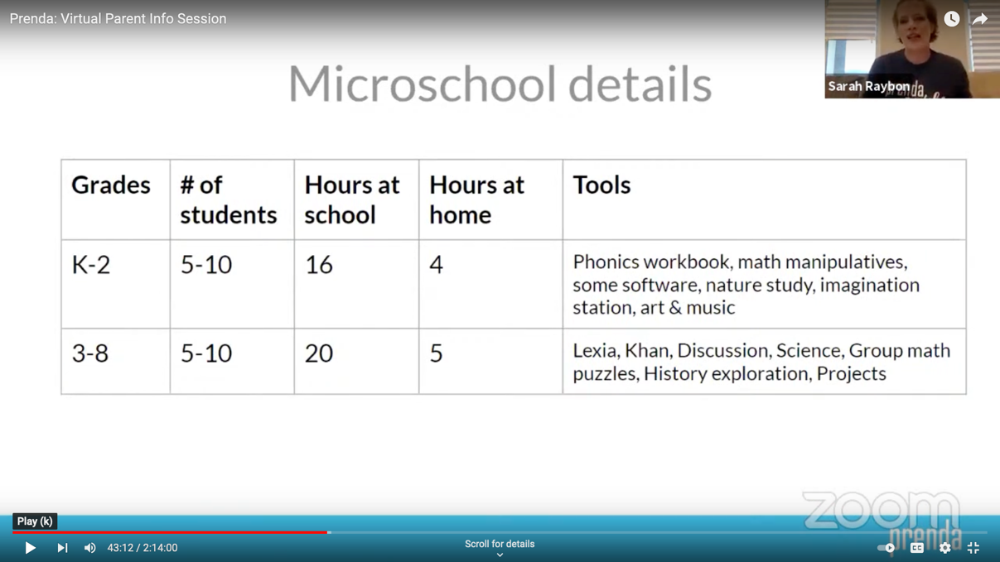 Prenda: Virtual Parent Info Session
Sarah Raybon
Microschool details
Grades
# of
students
Hours at
school
Hours at
home
Tools
K-2
5-10
16
4
Phonics workbook, math manipulatives,
some software, nature study, imagination
station, art & music
3-8
5-10
20
5
Lexia, Khan, Discussion, Science, Group math
puzzles, History exploration, Projects
zoom
prenda
Play (k)
43:12 / 2:14:00
Scroll for details
CC